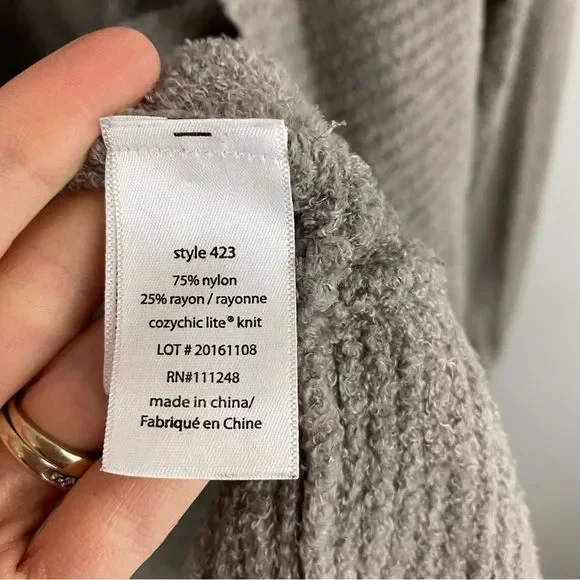 style 423
75% nylon
25% rayon / rayonne
cozychic lite® knit
LOT # 20161108
RN#111248
made in china/
Fabriqué en Chine